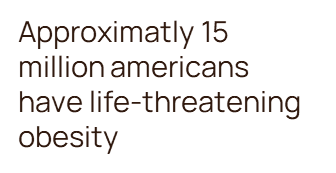 Approximatly 15
million americans
have life-threatening
obesity